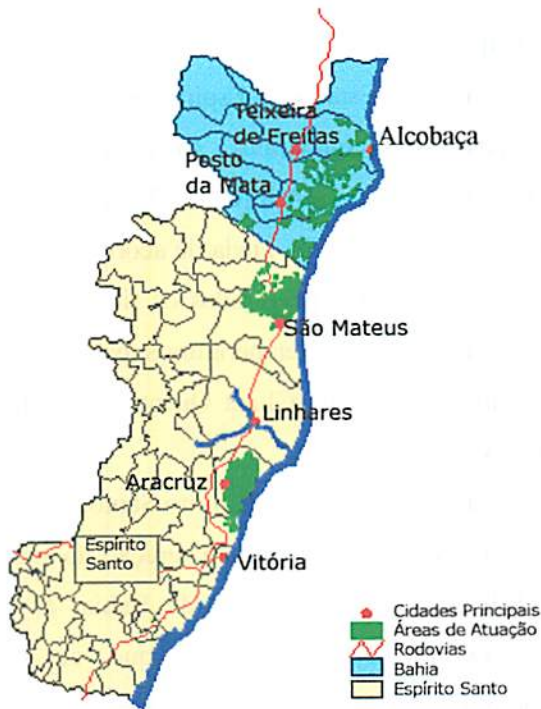 Teixeira
de Freitas
Alcobaça
Posto
da Mata
São Mateus
Linhares
Aracruz
Espírito
Santo
Vitória
Cidades Principais
Áreas de Atuação
Rodovias
Bahia
Espírito Santo